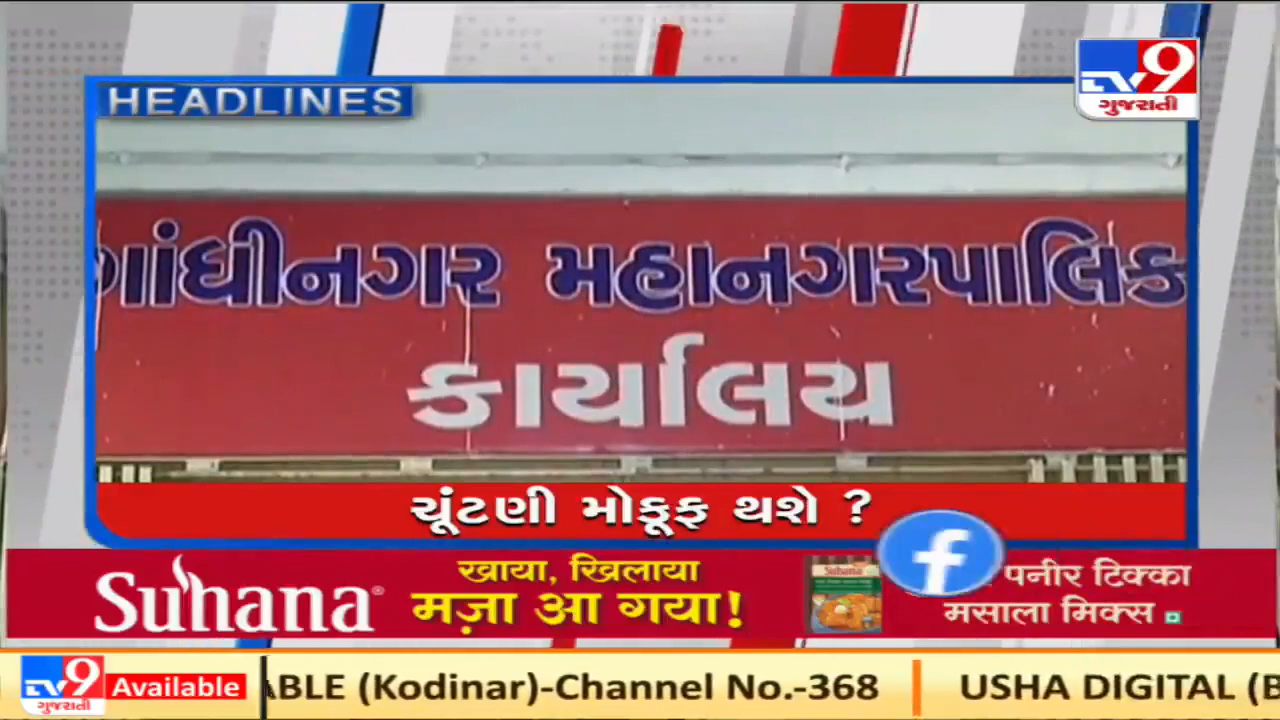 HEADLINES
TV9
ગુજરાતી
ગાંધીનગર મહાનગરપાલિક
કાર્યાલય
ચૂંટણી મોકૂફ થશે ?
Suhana®
खाया, खिलाया
मज़ा आ गया!
Suhana
f
पनीर टिक्का
मसाला मिक्स
TV9
ગુજરાતી
Available
ABLE (Kodinar)-Channel No.-368
USHA DIGITAL (B